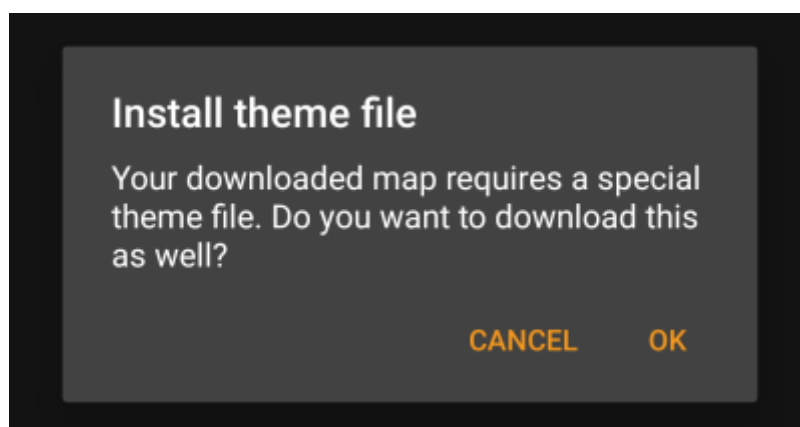 Install theme file
Your downloaded map requires a special
theme file. Do you want to download this
as well?
CANCEL OK